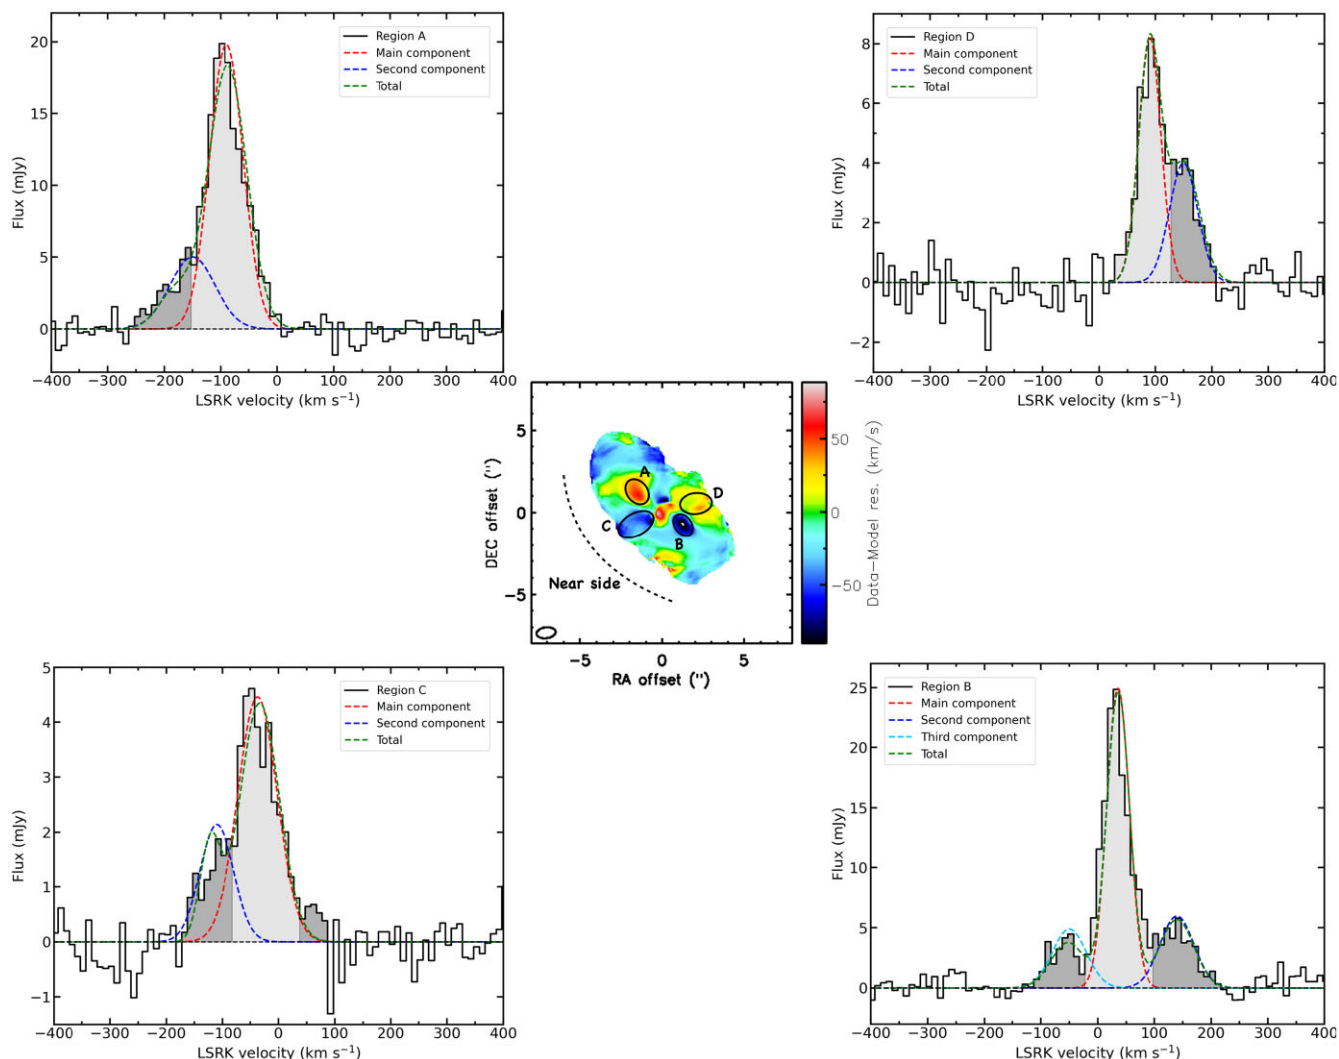 Region A
Main component
Second component
Total
20
15
10
5
0
Flux (mJy)
−400 −300 −200 −100 0 100 200 300 400
LSRK velocity (km s⁻¹)
Region D
Main component
Second component
Total
8
6
4
2
0
−2
Flux (mJy)
−400 −300 −200 −100 0 100 200 300 400
LSRK velocity (km s⁻¹)
5
0
−5
DEC offset (")
A
D
C
B
Near side
−5 0 5
RA offset (")
50
0
−50
Data−Model res. (km/s)
Region C
Main component
Second component
Total
5
4
3
2
1
0
−1
Flux (mJy)
−400 −300 −200 −100 0 100 200 300 400
LSRK velocity (km s⁻¹)
Region B
Main component
Second component
Third component
Total
25
20
15
10
5
0
Flux (mJy)
−400 −300 −200 −100 0 100 200 300 400
LSRK velocity (km s⁻¹)